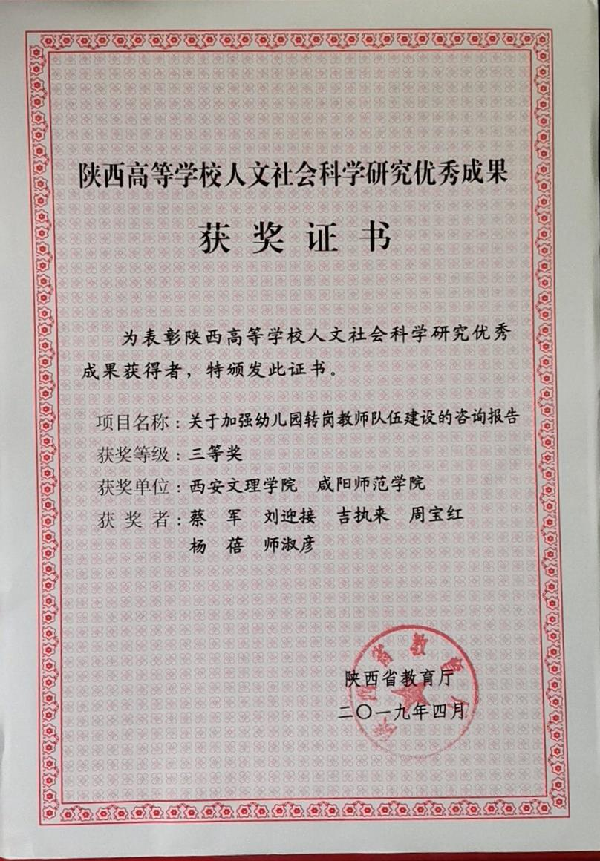 陕西高等学校人文社会科学研究优秀成果
获奖证书
为表彰陕西高等学校人文社会科学研究优秀
成果获得者，特颁发此证书。
项目名称：关于加强幼儿园转岗教师队伍建设的咨询报告
获奖等级：三等奖
获奖单位：西安文理学院 咸阳师范学院
获奖者：蔡军 刘迎接 吉执来 周宝红
杨蓓 师淑彦
陕西省教育厅
二〇一九年四月